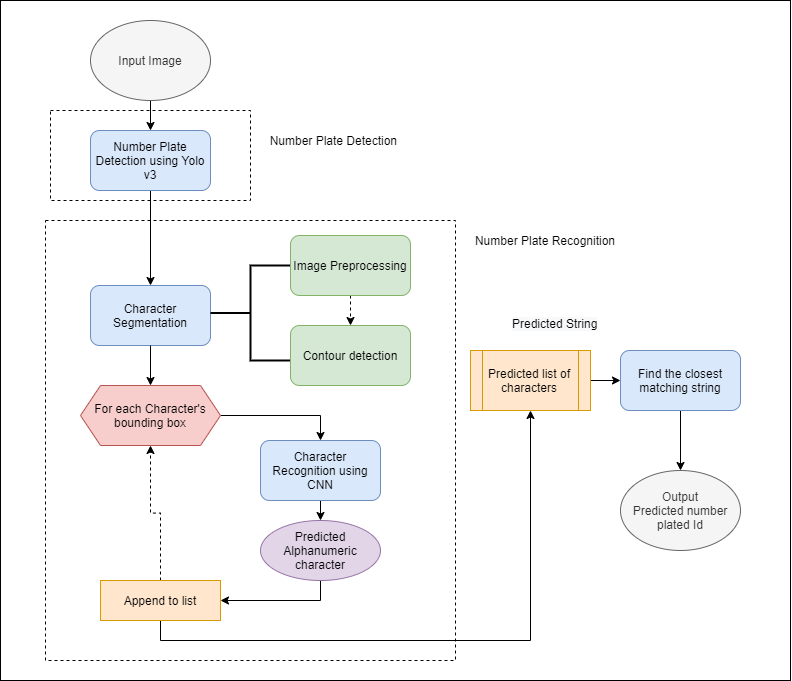 Input Image
Number Plate
Detection using Yolo
v3
Number Plate Detection
Number Plate Recognition
Image Preprocessing
Character
Segmentation
Contour detection
Predicted String
Predicted list of
characters
Find the closest
matching string
For each Character's
bounding box
Character
Recognition using
CNN
Output
Predicted number
plated Id
Predicted
Alphanumeric
character
Append to list